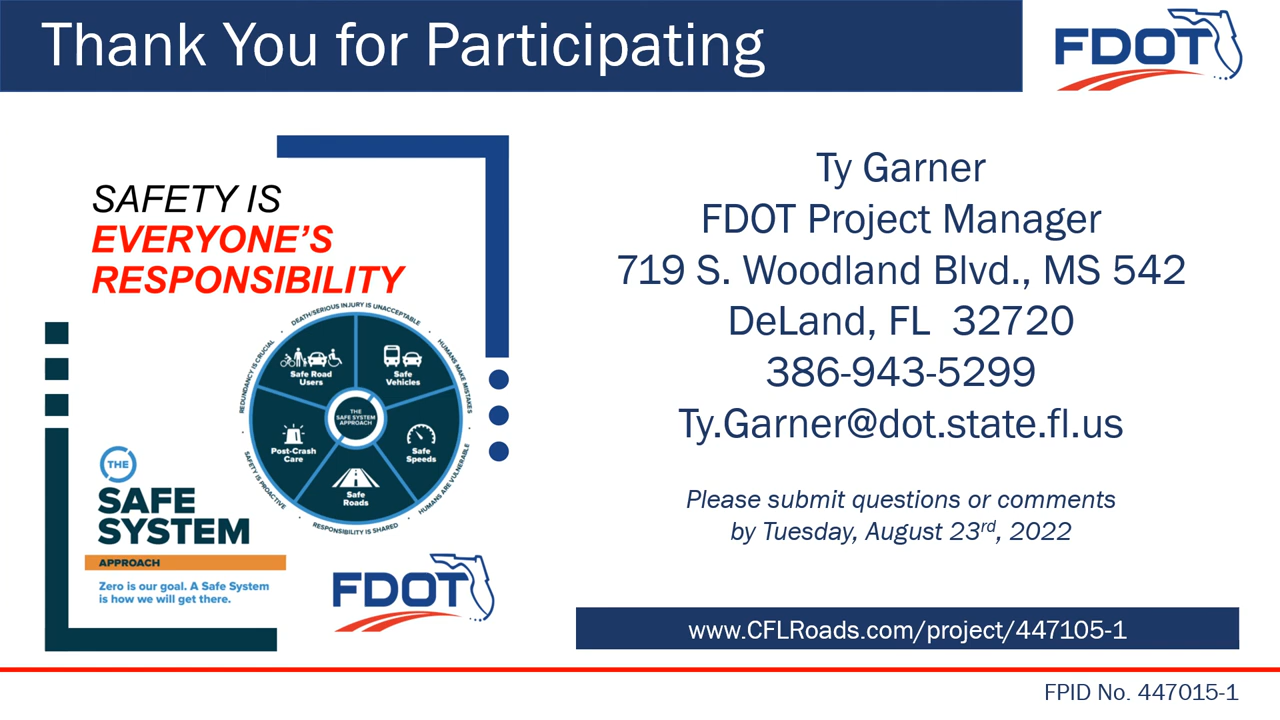 Thank You for Participating
FDOT
SAFETY IS
EVERYONE'S
RESPONSIBILITY
DEATH/SERIOUS INJURY IS UNACCEPTABLE
HUMANS MAKE MISTAKES
HUMANS ARE VULNERABLE
RESPONSIBILITY IS SHARED
SAFETY IS PROACTIVE
REDUNDANCY IS CRUCIAL
Safe Road
Users
Safe
Vehicles
THE
SAFE SYSTEM
APPROACH
Post-Crash
Care
Safe
Speeds
Safe
Roads
THE
SAFE
SYSTEM
APPROACH
Zero is our goal. A Safe System
is how we will get there.
FDOT
Ty Garner
FDOT Project Manager
719 S. Woodland Blvd., MS 542
DeLand, FL  32720
386-943-5299
Ty.Garner@dot.state.fl.us
Please submit questions or comments
by Tuesday, August 23rd, 2022
www.CFLRoads.com/project/447105-1
FPID No. 447015-1